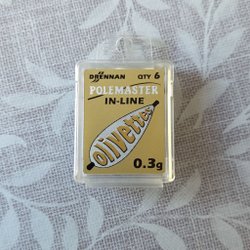 DRENNAN QTY 6
POLEMASTER
IN-LINE
olivettes
0.3g